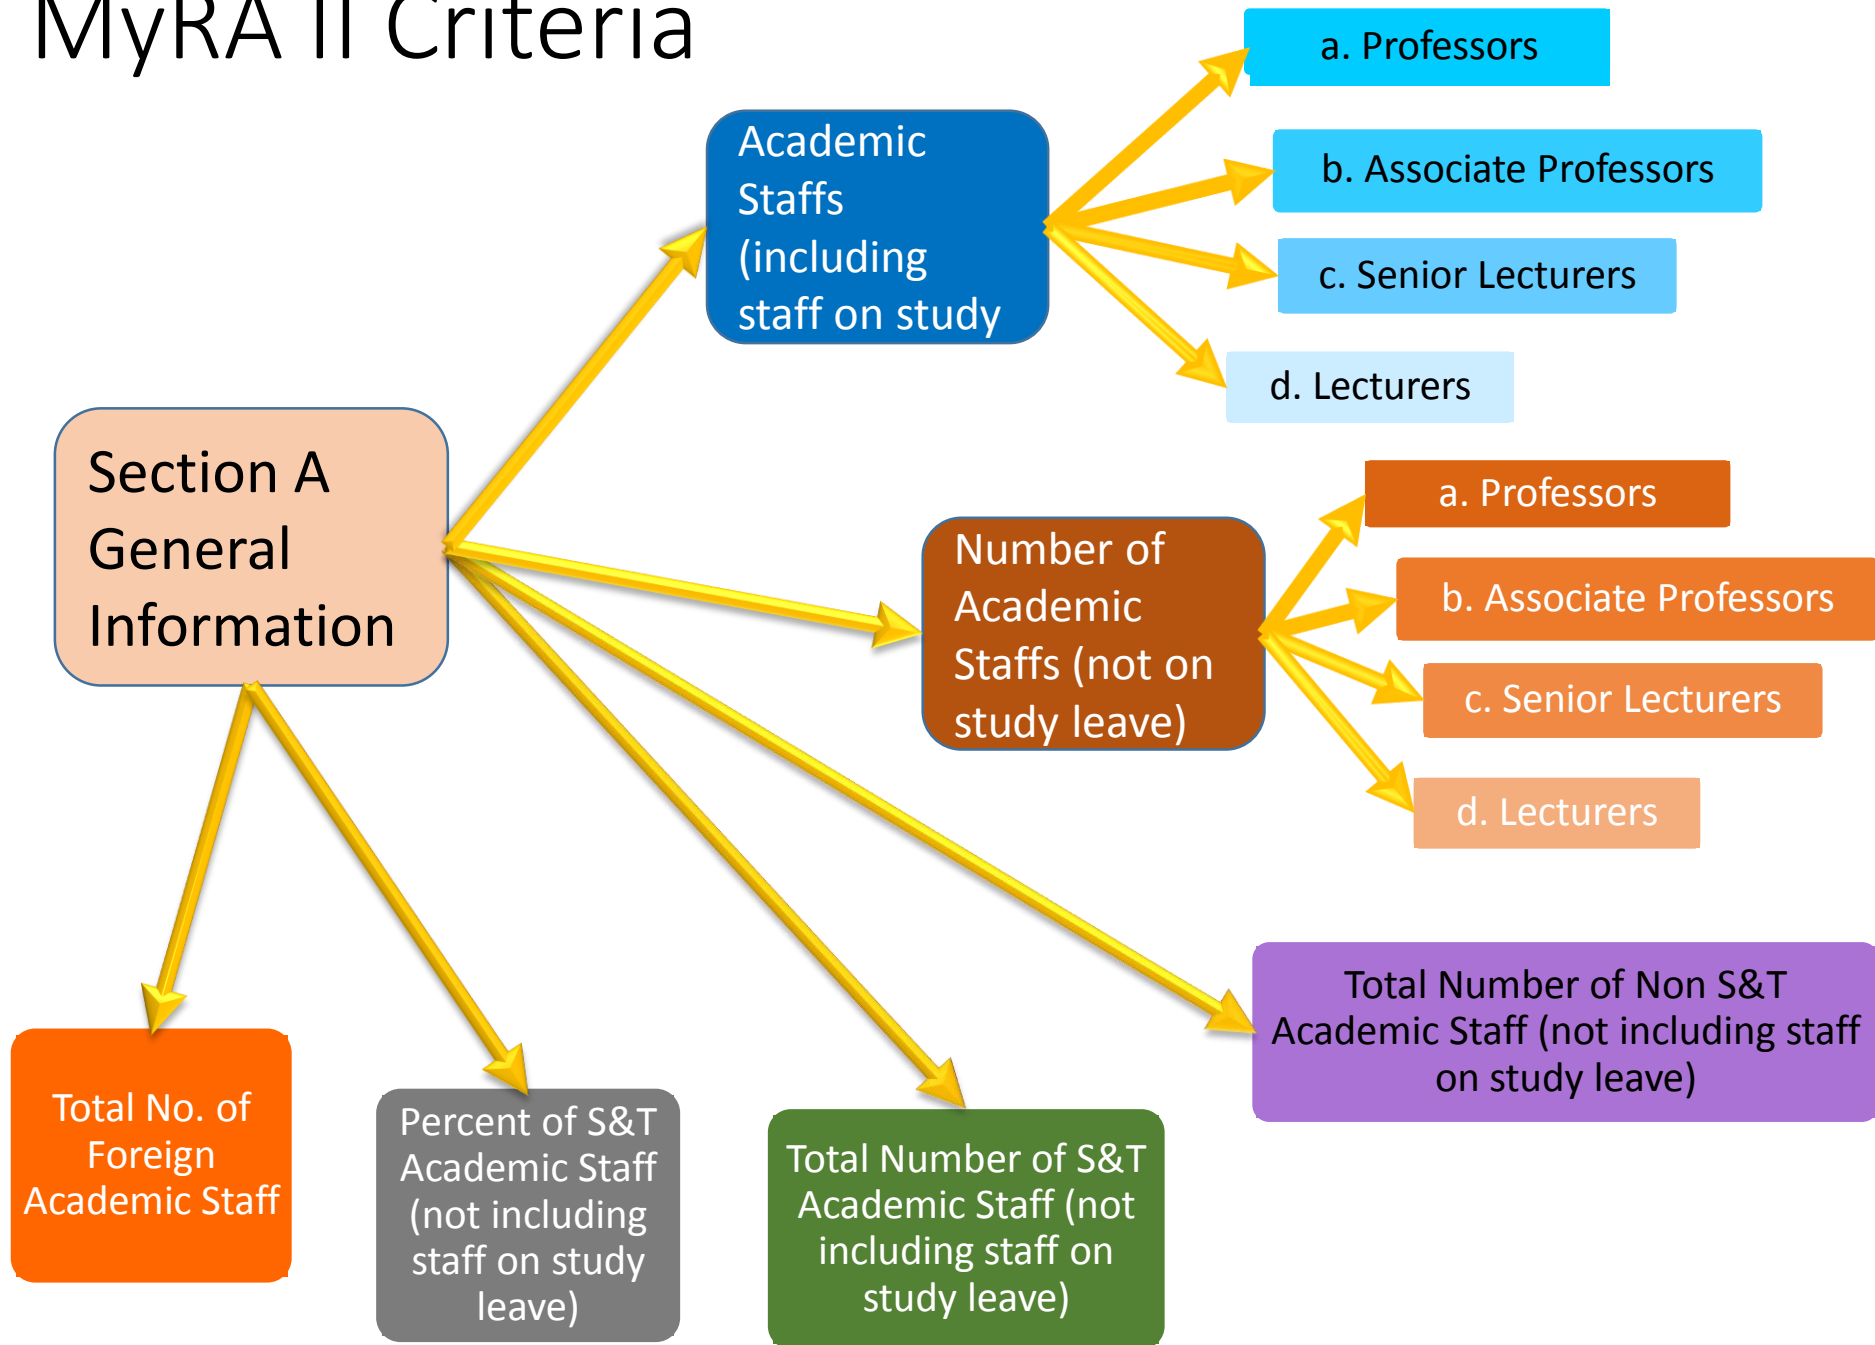 MyRA II Criteria
Academic
Staffs
(including
staff on study
a. Professors
b. Associate Professors
c. Senior Lecturers
d. Lecturers
Section A
General
Information
Number of
Academic
Staffs (not on
study leave)
a. Professors
b. Associate Professors
c. Senior Lecturers
d. Lecturers
Total No. of
Foreign
Academic Staff
Percent of S&T
Academic Staff
(not including
staff on study
leave)
Total Number of S&T
Academic Staff (not
including staff on
study leave)
Total Number of Non S&T
Academic Staff (not including staff
on study leave)